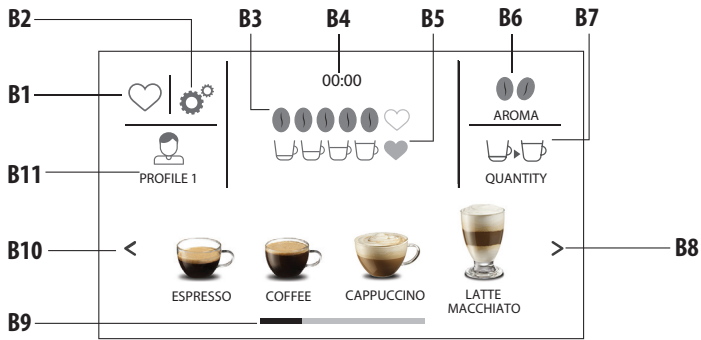 B2 B3 B4 B5 B6 B7
00:00
B1
AROMA
B11 PROFILE 1 QUANTITY
B10 < > B8
ESPRESSO COFFEE CAPPUCCINO LATTE
MACCHIATO
B9